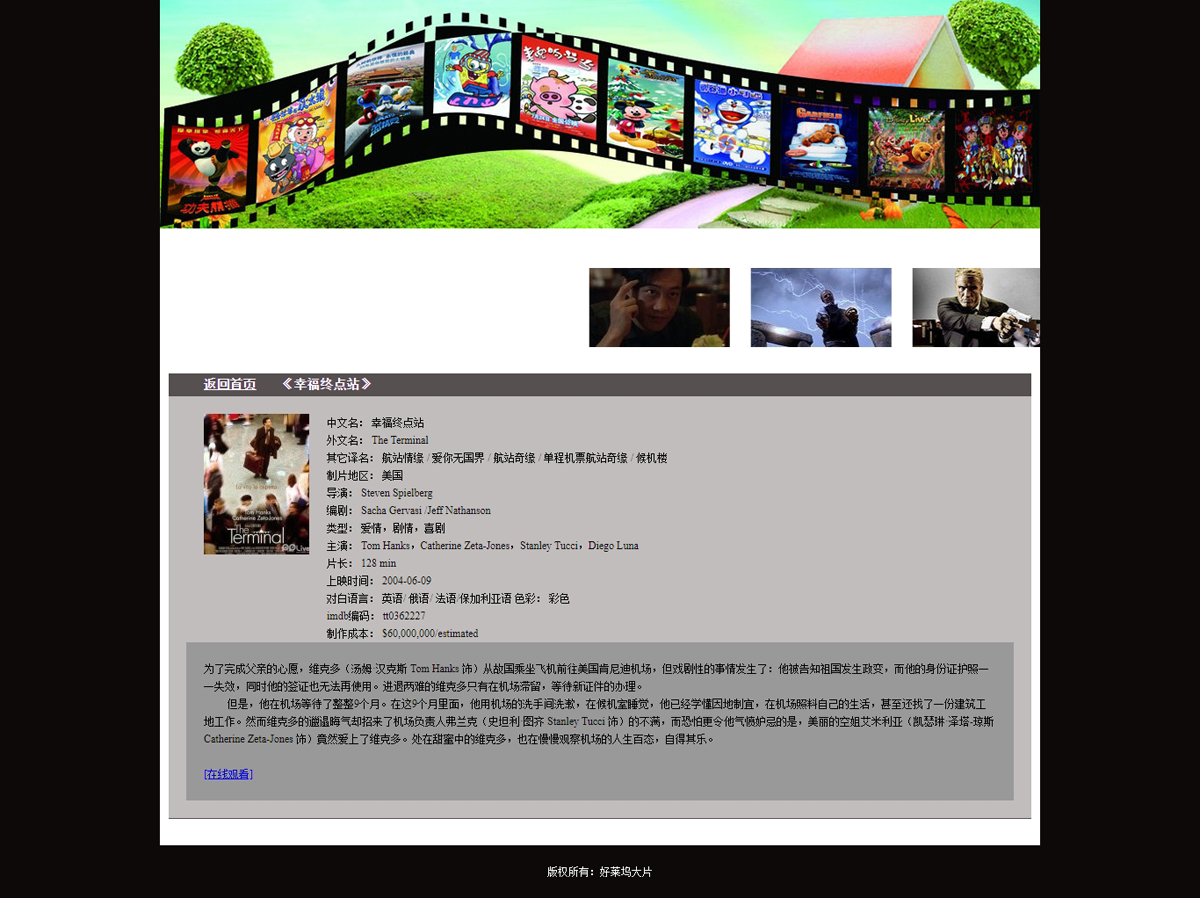 功夫熊猫
GARFIELD
Live!
返回首页 《幸福终点站》
Tom Hanks
Catherine Zeta-Jones
The
Terminal
Live
中文名： 幸福终点站
外文名： The Terminal
其它译名： 航站情缘 / 爱你无国界 / 航站奇缘 / 单程机票航站奇缘 / 候机楼
制片地区： 美国
导演： Steven Spielberg
编剧： Sacha Gervasi /Jeff Nathanson
类型： 爱情，剧情，喜剧
主演： Tom Hanks，Catherine Zeta-Jones，Stanley Tucci，Diego Luna
片长： 128 min
上映时间： 2004-06-09
对白语言： 英语/ 俄语/ 法语/保加利亚语 色彩： 彩色
imdb编码： tt0362227
制作成本： $60,000,000/estimated
为了完成父亲的心愿，维克多（汤姆·汉克斯 Tom Hanks 饰）从故国乘坐飞机前往美国肯尼迪机场，但戏剧性的事情发生了：他被告知祖国发生政变，而他的身份证护照一
一失效，同时他的签证也无法再使用。进退两难的维克多只有在机场滞留，等待新证件的办理。
但是，他在机场等待了整整9个月。在这9个月里面，他用机场的洗手间洗漱，在候机室睡觉，他已经学懂因地制宜，在机场照料自己的生活，甚至还找了一份建筑工
地工作。然而维克多的邋遢晦气却招来了机场负责人弗兰克（史坦利·图齐 Stanley Tucci 饰）的不满，而恐怕更令他气愤妒忌的是，美丽的空姐艾米利亚（凯瑟琳·泽塔-琼斯
Catherine Zeta-Jones 饰）竟然爱上了维克多。处在甜蜜中的维克多，也在慢慢观察机场的人生百态，自得其乐。
[在线观看]
版权所有：好莱坞大片